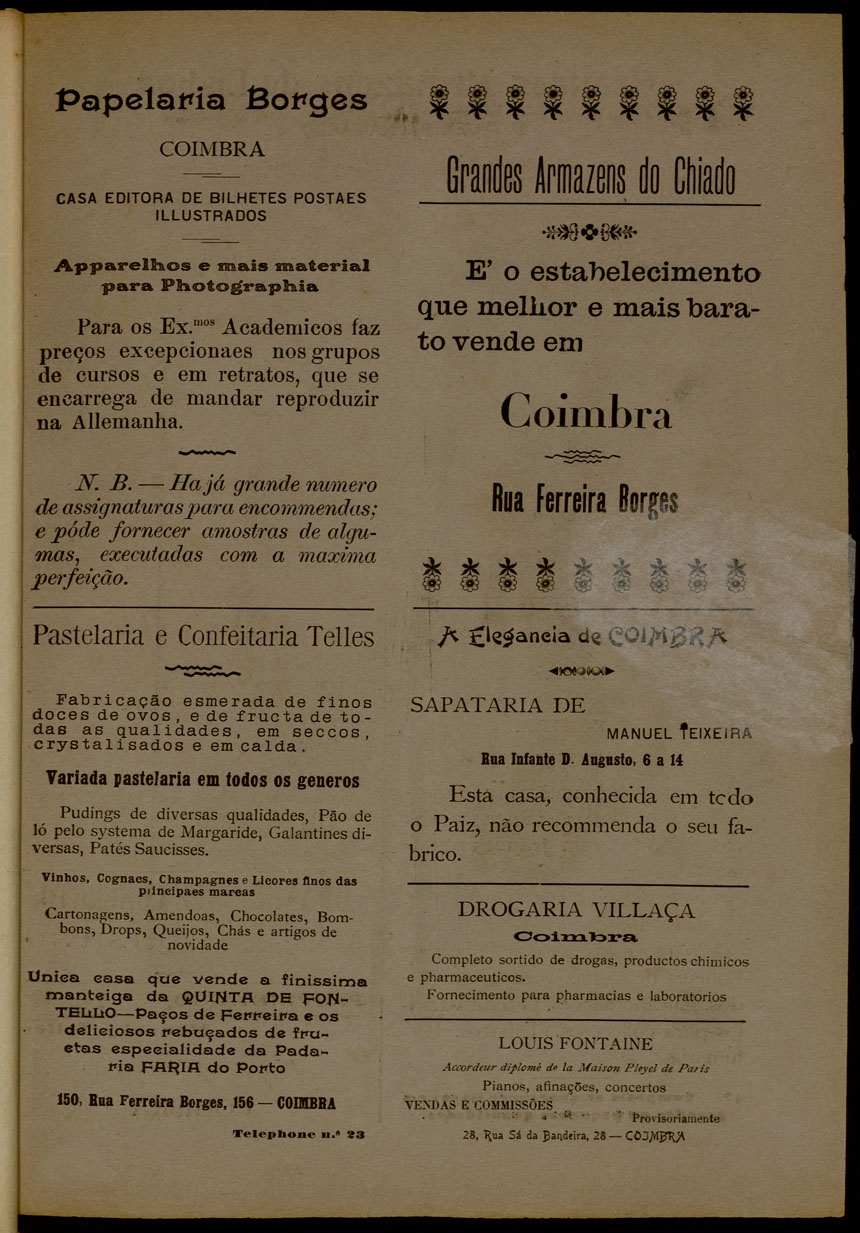 Papelaria Borges
COIMBRA
CASA EDITORA DE BILHETES POSTAES
ILLUSTRADOS
Apparelhos e mais material
para Photographia
Para os Ex.mos Academicos faz
preços excepcionaes nos grupos
de cursos e em retratos, que se
encarrega de mandar reproduzir
na Allemanha.
N. B. — Ha já grande numero
de assignaturas para encommendas;
e póde fornecer amostras de algu-
mas, executadas com a maxima
perfeição.
Pastelaria e Confeitaria Telles
Fabricação esmerada de finos
doces de ovos, e de fructa de to-
das as qualidades, em seccos,
crystalisados e em calda.
Variada pastelaria em todos os generos
Pudings de diversas qualidades, Pão de
ló pelo systema de Margaride, Galantines di-
versas, Patés Saucisses.
Vinhos, Cognacs, Champagnes e Licores finos das
principaes marcas
Cartonagens, Amendoas, Chocolates, Bom-
bons, Drops, Queijos, Chás e artigos de
novidade
Unica casa que vende a finissima
manteiga da QUINTA DE FON-
TELLO—Paços de Ferreira e os
deliciosos rebuçados de fru-
ctas especialidade da Pada-
ria FARIA do Porto
150, Rua Ferreira Borges, 156 — COIMBRA
Telephone n.º 23
Grandes Armazens do Chiado
E' o estabelecimento
que melhor e mais bara-
to vende em
Coimbra
Rua Ferreira Borges
A Elegancia de COIMBRA
SAPATARIA DE
MANUEL TEIXEIRA
Rua Infante D. Augusto, 6 a 14
Esta casa, conhecida em todo
o Paiz, não recommenda o seu fa-
brico.
DROGARIA VILLAÇA
Coimbra
Completo sortido de drogas, productos chimicos
e pharmaceuticos.
Fornecimento para pharmacias e laboratorios
LOUIS FONTAINE
Accordeur diplomé de la Maison Pleyel de Paris
Pianos, afinações, concertos
VENDAS E COMMISSÕES
Provisoriamente
28, Rua Sá da Bandeira, 28 — COIMBRA